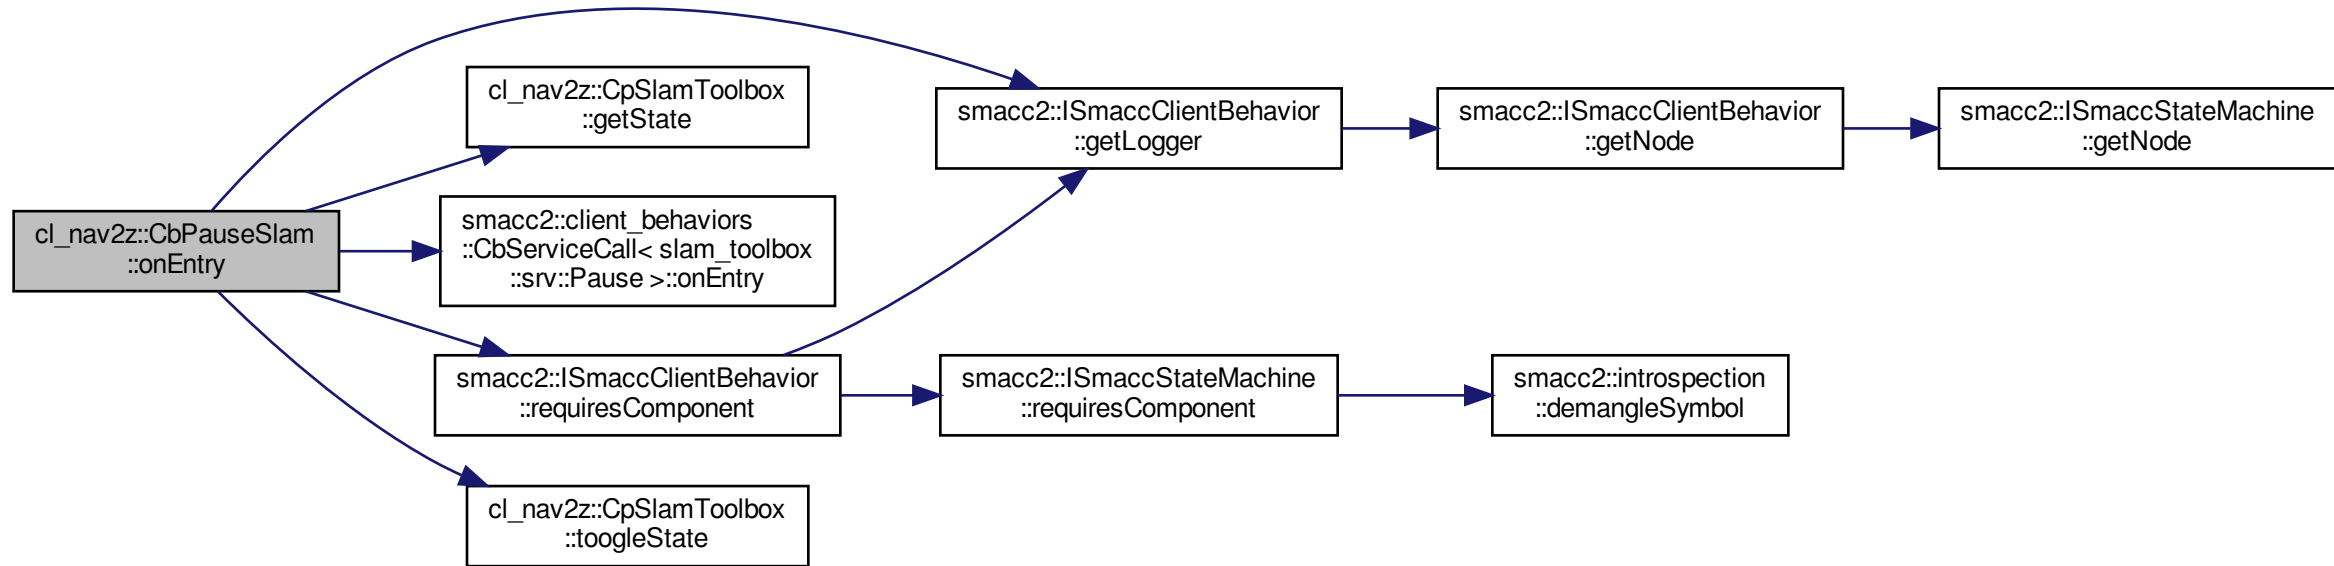 cl_nav2z::CbPauseSlam
::onEntry
cl_nav2z::CpSlamToolbox
::getState
smacc2::client_behaviors
::CbServiceCall< slam_toolbox
::srv::Pause >::onEntry
smacc2::ISmaccClientBehavior
::requiresComponent
cl_nav2z::CpSlamToolbox
::toogleState
smacc2::ISmaccClientBehavior
::getLogger
smacc2::ISmaccStateMachine
::requiresComponent
smacc2::ISmaccClientBehavior
::getNode
smacc2::introspection
::demangleSymbol
smacc2::ISmaccStateMachine
::getNode